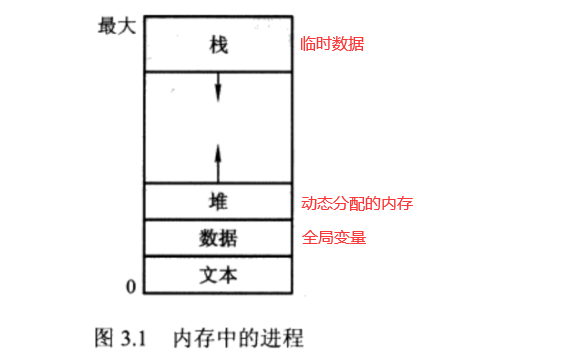 最大
栈 临时数据
堆 动态分配的内存
数据 全局变量
文本
0
图 3.1 内存中的进程